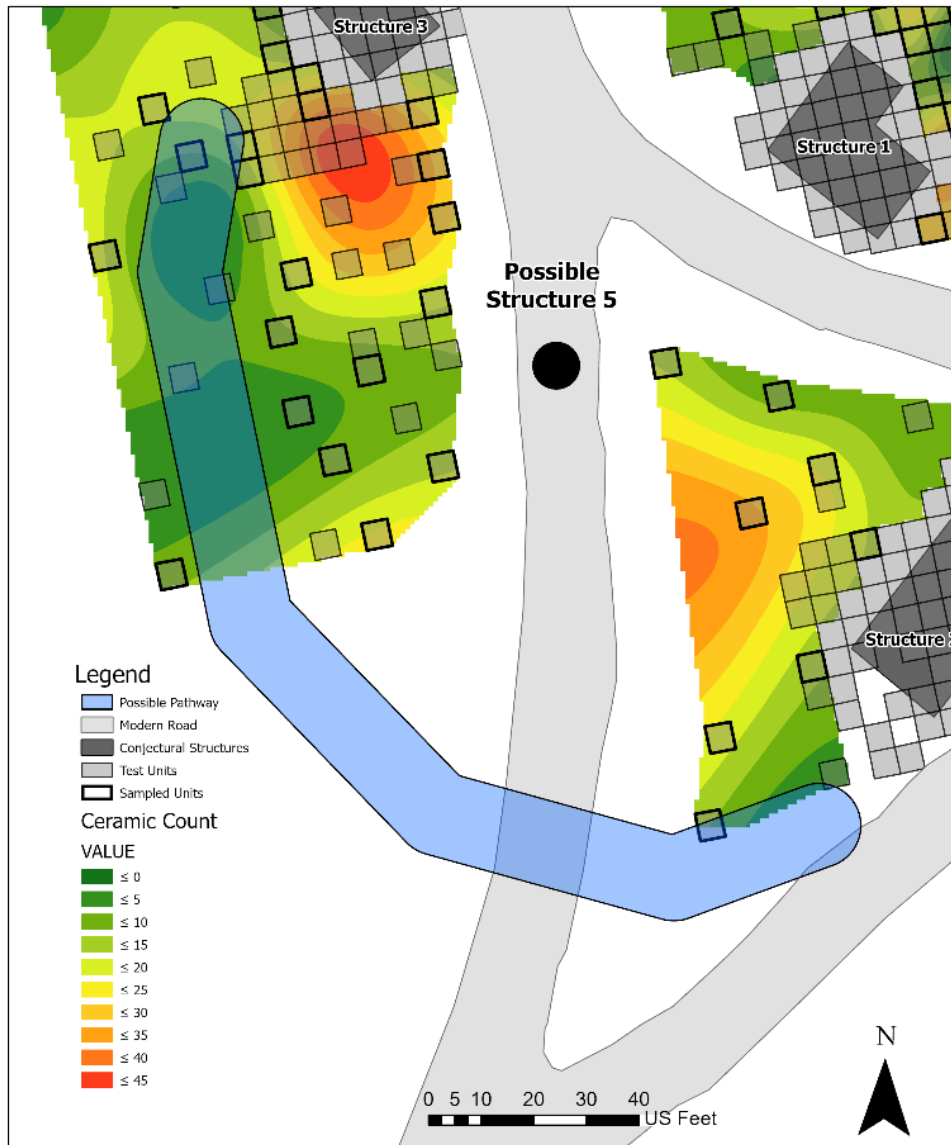 Structure 3
Structure 1
Possible
Structure 5
Structure
Legend
Possible Pathway
Modern Road
Conjectural Structures
Test Units
Sampled Units
Ceramic Count
VALUE
≤ 0
≤ 5
≤ 10
≤ 15
≤ 20
≤ 25
≤ 30
≤ 35
≤ 40
≤ 45
N
0 5 10 20 30 40
US Feet